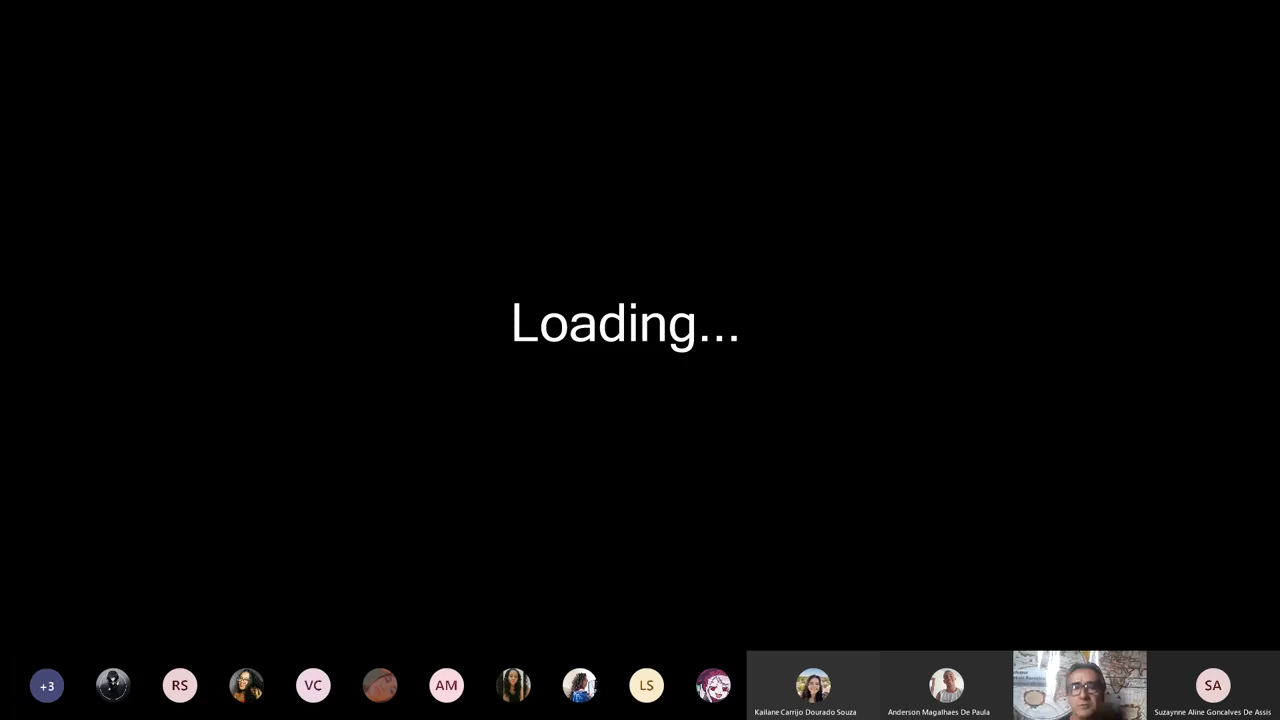 Loading...
+3
RS
VC
AM
LS
SA
Kailane Carrijo Dourado Souza
Anderson Magalhaes De Paula
Suzaynne Aline Goncalves De Assis